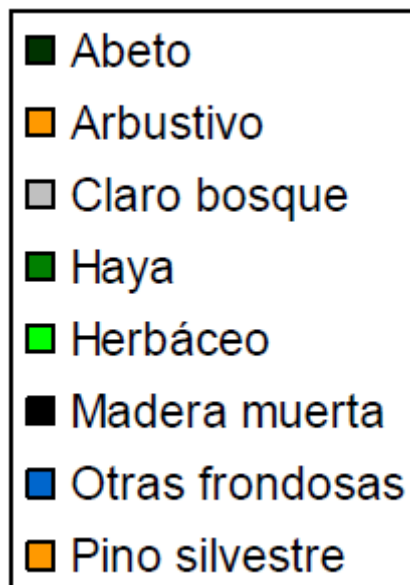 Abeto
Arbustivo
Claro bosque
Haya
Herbáceo
Madera muerta
Otras frondosas
Pino silvestre